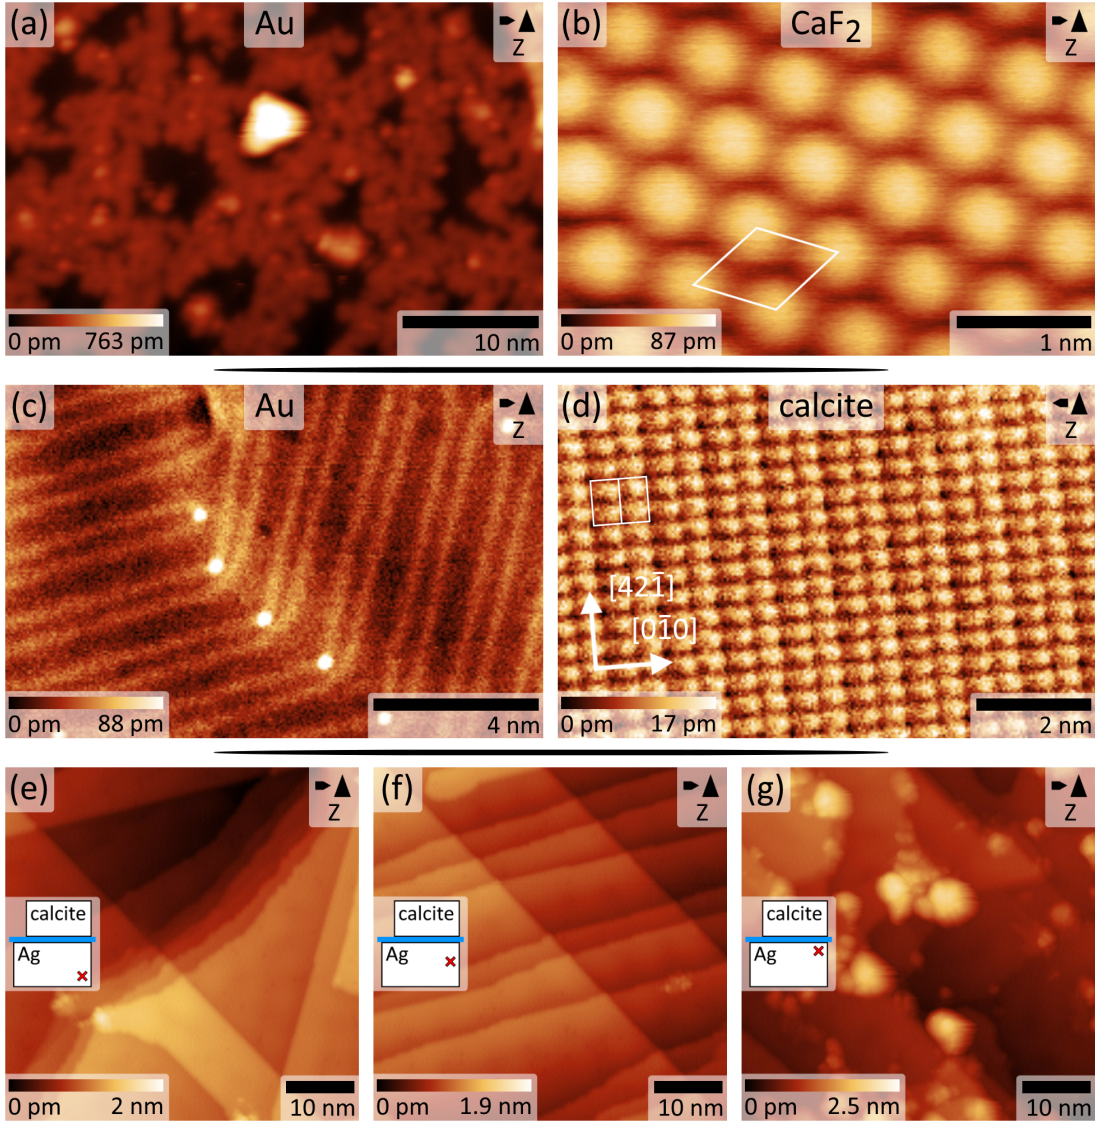 (a) Au Z
0 pm 763 pm 10 nm
(b) CaF₂ Z
0 pm 87 pm 1 nm
(c) Au Z
0 pm 88 pm 4 nm
(d) calcite Z
[421̄]
[01̄0]
0 pm 17 pm 2 nm
(e) Z
calcite
Ag
0 pm 2 nm 10 nm
(f) Z
calcite
Ag
0 pm 1.9 nm 10 nm
(g) Z
calcite
Ag
0 pm 2.5 nm 10 nm